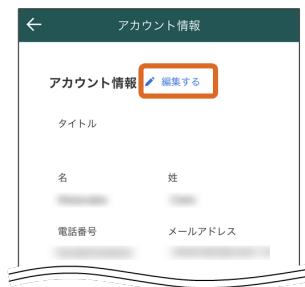 アカウント情報
アカウント情報 編集する
タイトル
名 姓
電話番号 メールアドレス